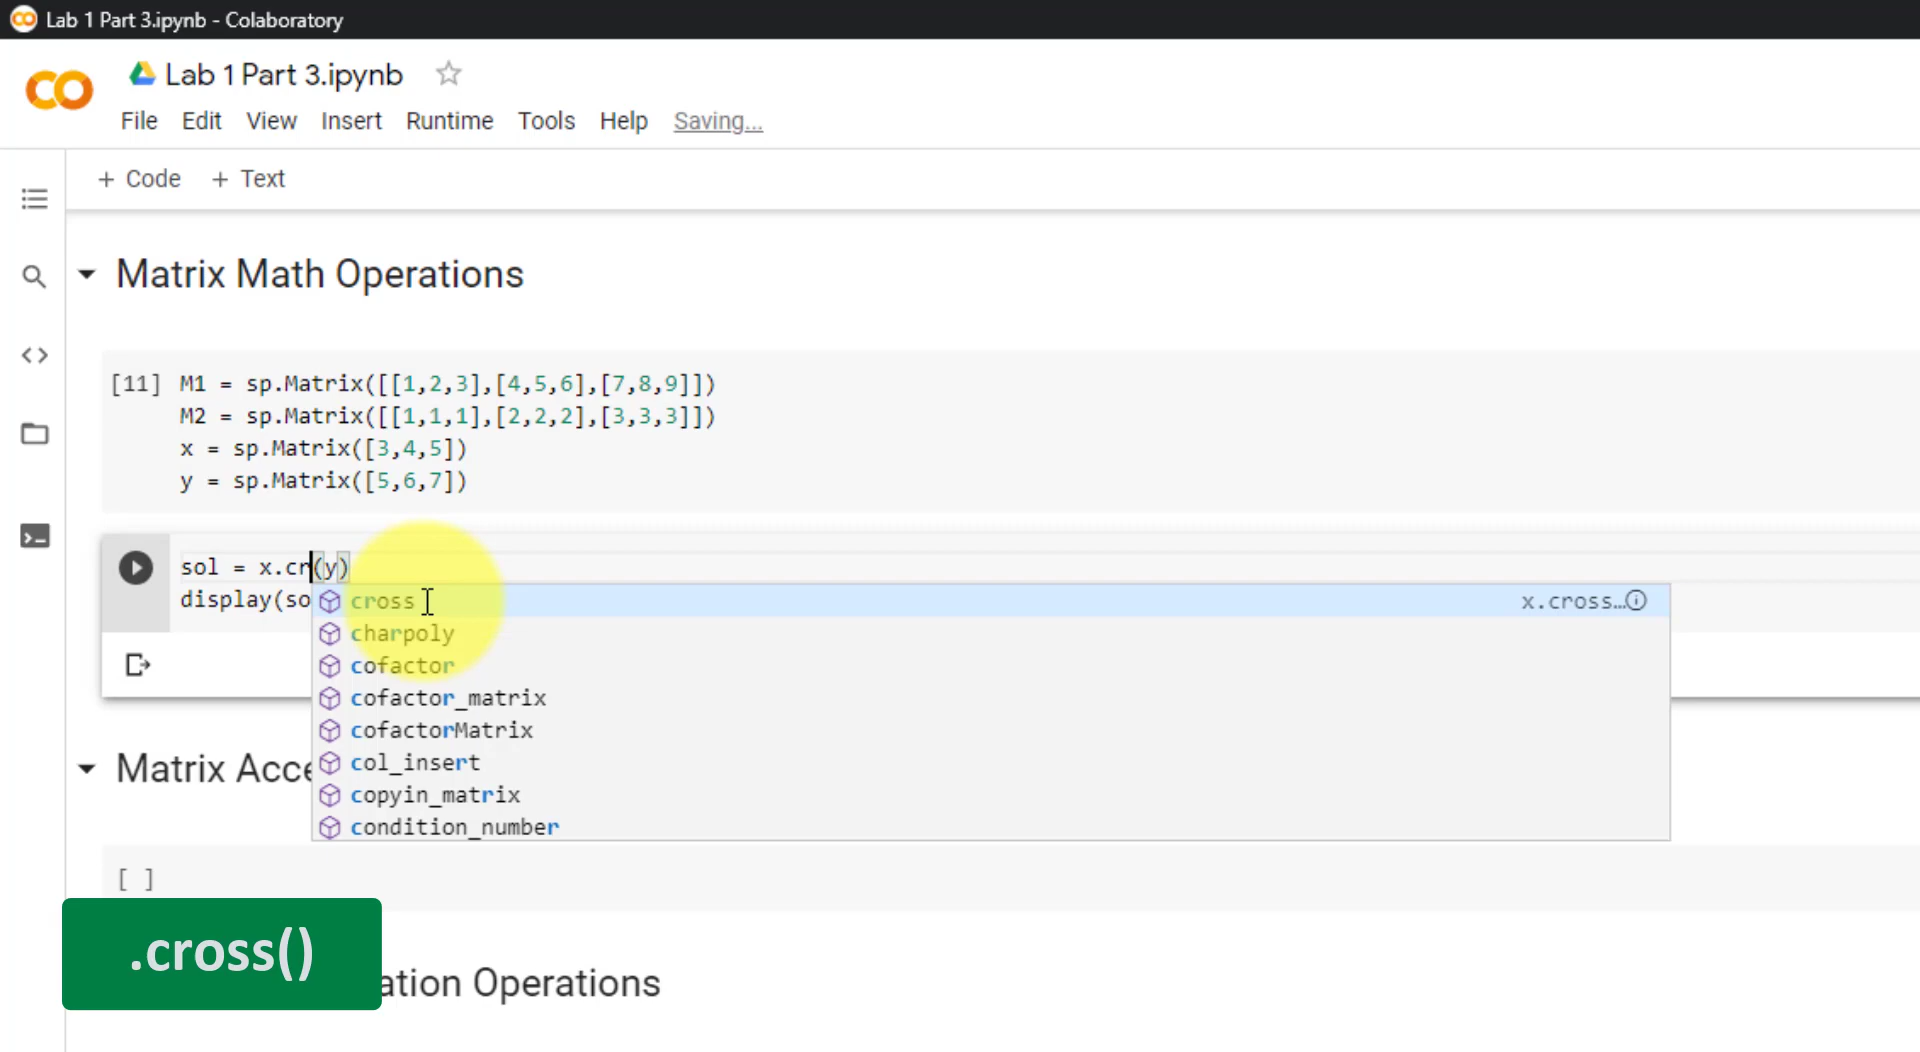 Lab 1 Part 3.ipynb - Colaboratory
Lab 1 Part 3.ipynb
File Edit View Insert Runtime Tools Help Saving...
+ Code + Text
Matrix Math Operations
[11] M1 = sp.Matrix([[1,2,3],[4,5,6],[7,8,9]])
M2 = sp.Matrix([[1,1,1],[2,2,2],[3,3,3]])
x = sp.Matrix([3,4,5])
y = sp.Matrix([5,6,7])
sol = x.cr(y)
display(so
cross x.cross…
charpoly
cofactor
cofactor_matrix
cofactorMatrix
col_insert
copyin_matrix
condition_number
Matrix Acce
[ ]
.cross()
ation Operations